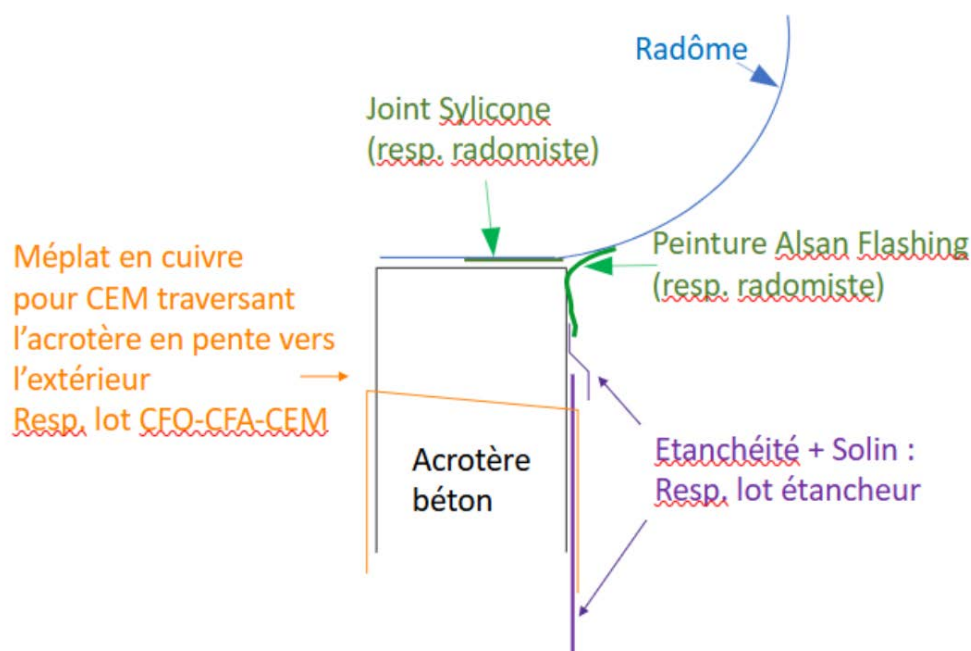 Radôme
Joint Sylicone
(resp. radomiste)
Méplat en cuivre
pour CEM traversant
l'acrotère en pente vers
l'extérieur
Resp, lot CFO-CFA-CEM
Peinture Alsan Flashing
(resp. radomiste)
Acrotère
béton
Etanchéité + Solin :
Resp, lot étancheur